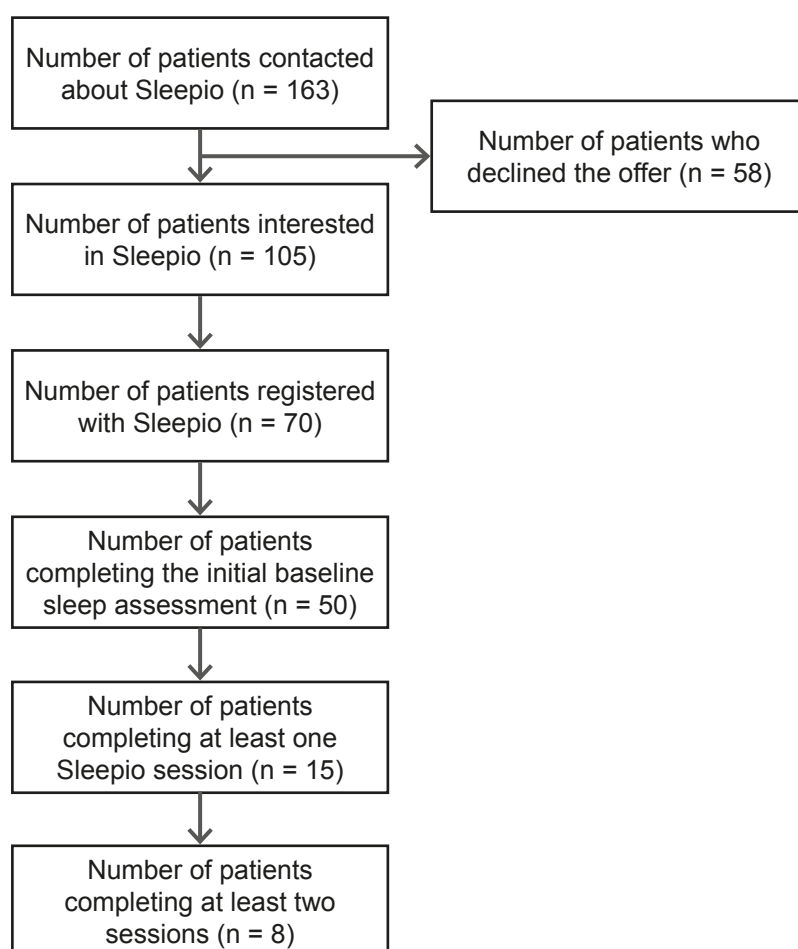 Number of patients contacted
about Sleepio (n = 163)
Number of patients who
declined the offer (n = 58)
Number of patients interested
in Sleepio (n = 105)
Number of patients registered
with Sleepio (n = 70)
Number of patients
completing the initial baseline
sleep assessment (n = 50)
Number of patients
completing at least one
Sleepio session (n = 15)
Number of patients
completing at least two
sessions (n = 8)